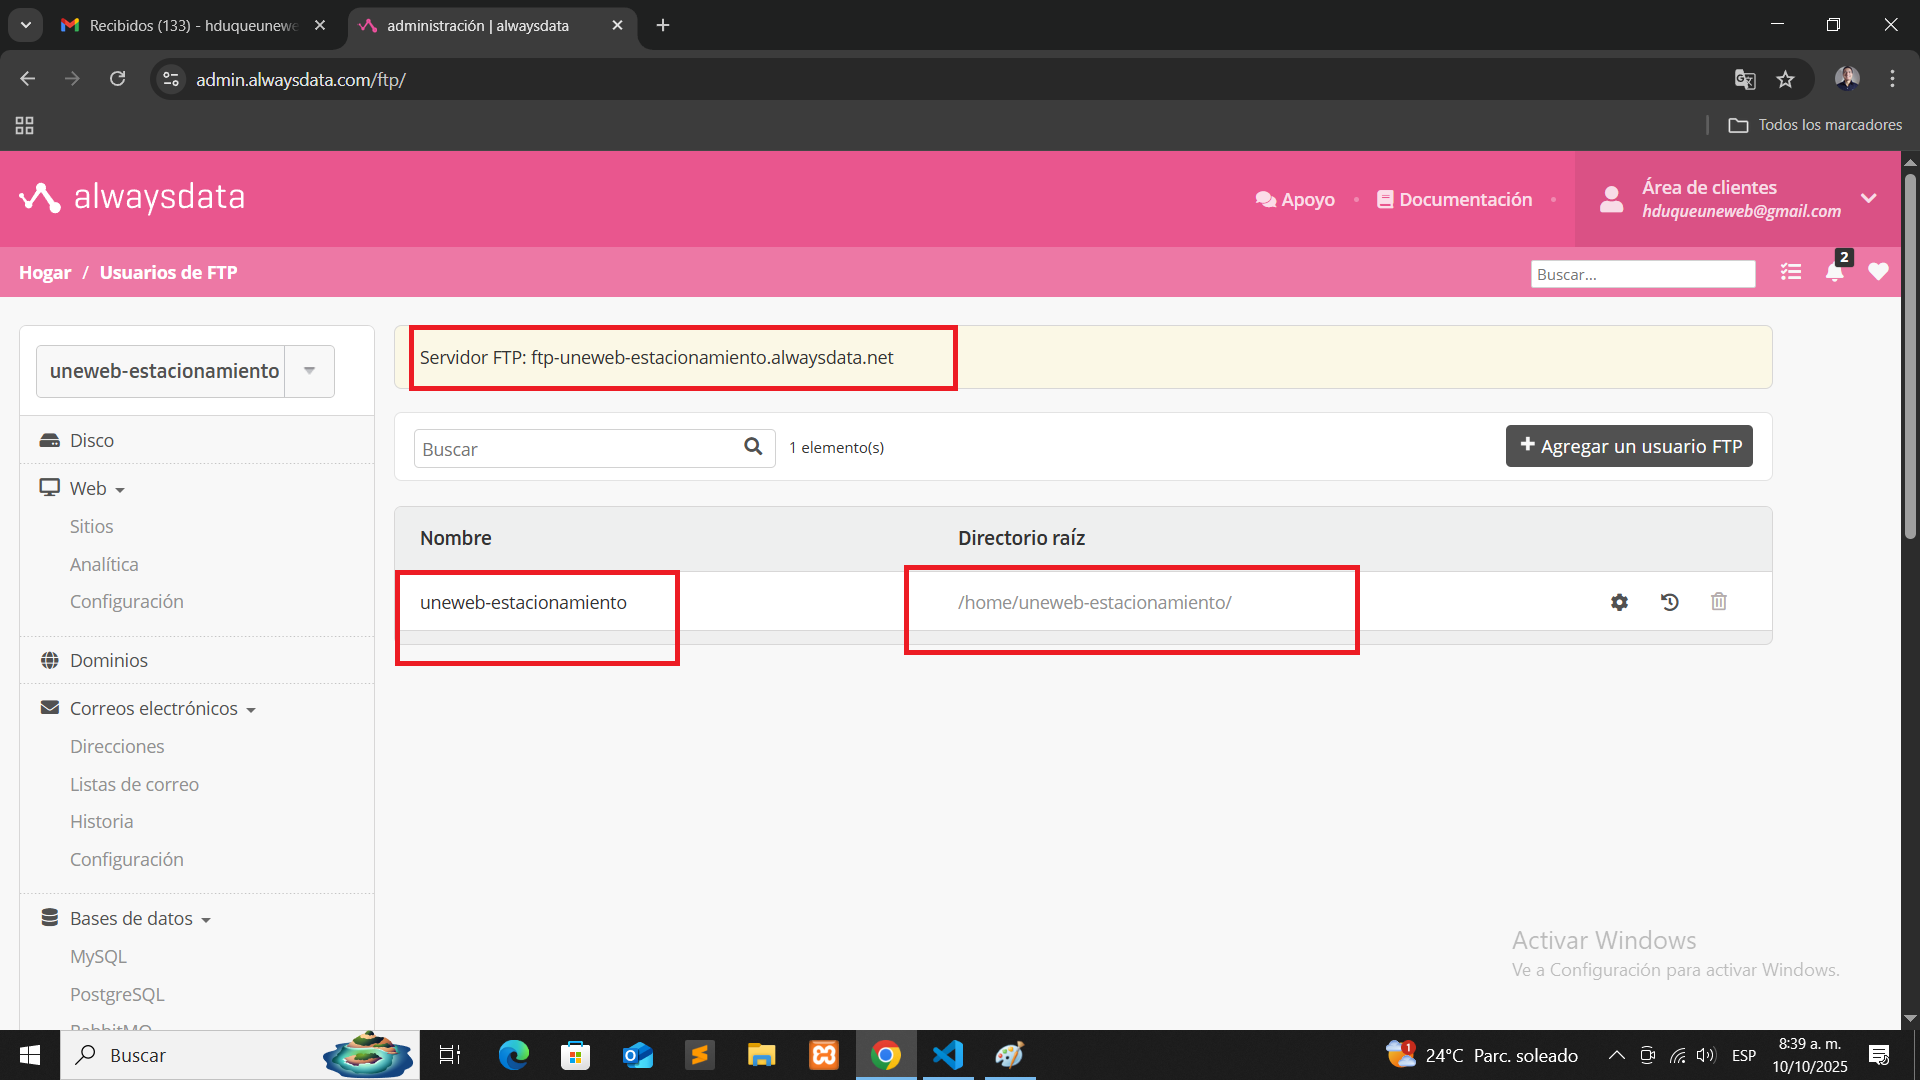 Recibidos (133) - hduqueunewe
administración | alwaysdata
admin.alwaysdata.com/ftp/
Todos los marcadores
alwaysdata
Apoyo
Documentación
Área de clientes
hduqueuneweb@gmail.com
Hogar / Usuarios de FTP
Buscar...
2
uneweb-estacionamiento
Servidor FTP: ftp-uneweb-estacionamiento.alwaysdata.net
Disco
Web
Sitios
Analítica
Configuración
Dominios
Correos electrónicos
Direcciones
Listas de correo
Historia
Configuración
Bases de datos
MySQL
PostgreSQL
RabbitMQ
Buscar
1 elemento(s)
+ Agregar un usuario FTP
Nombre
Directorio raíz
uneweb-estacionamiento
/home/uneweb-estacionamiento/
Activar Windows
Ve a Configuración para activar Windows.
Buscar
1
24°C Parc. soleado
ESP
8:39 a. m.
10/10/2025